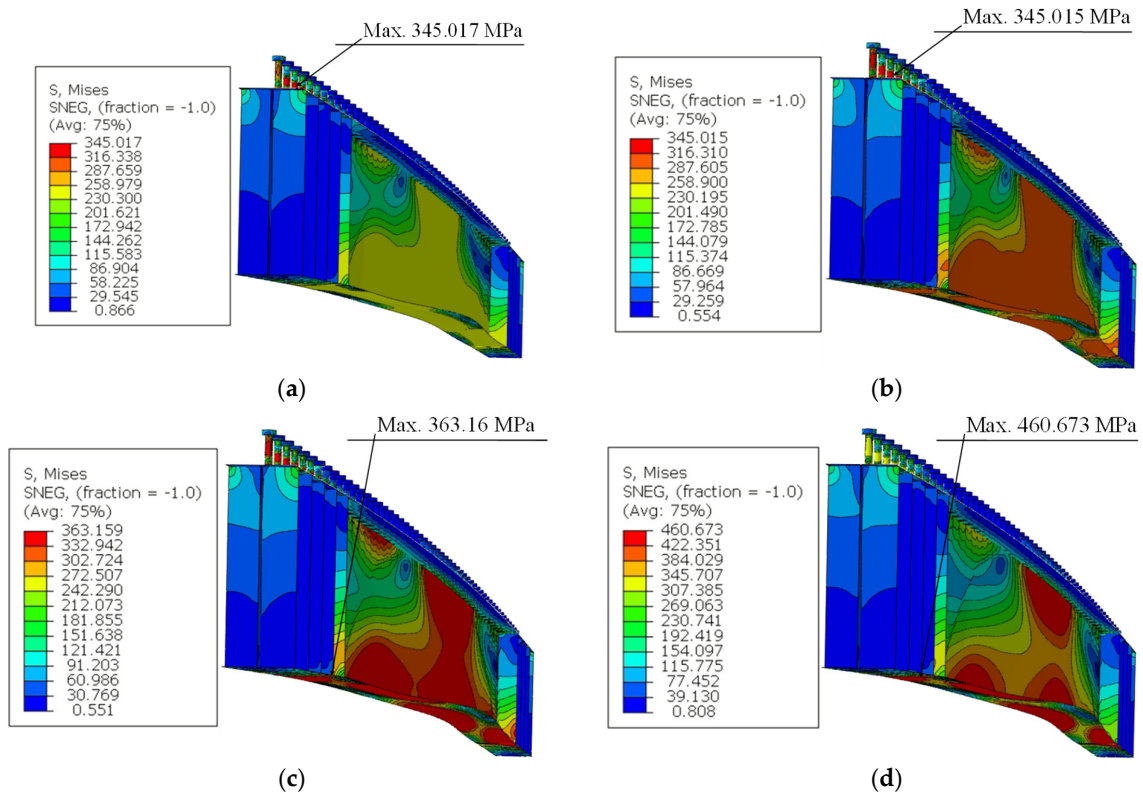 Max. 345.017 MPa
S, Mises
SNEG, (fraction = -1.0)
(Avg: 75%)
345.017
316.338
287.659
258.979
230.300
201.621
172.942
144.262
115.583
86.904
58.225
29.545
0.866
(a)
Max. 345.015 MPa
S, Mises
SNEG, (fraction = -1.0)
(Avg: 75%)
345.015
316.310
287.605
258.900
230.195
201.490
172.785
144.079
115.374
86.669
57.964
29.259
0.554
(b)
Max. 363.16 MPa
S, Mises
SNEG, (fraction = -1.0)
(Avg: 75%)
363.159
332.942
302.724
272.507
242.290
212.073
181.855
151.638
121.421
91.203
60.986
30.769
0.551
(c)
Max. 460.673 MPa
S, Mises
SNEG, (fraction = -1.0)
(Avg: 75%)
460.673
422.351
384.029
345.707
307.385
269.063
230.741
192.419
154.097
115.775
77.452
39.130
0.808
(d)